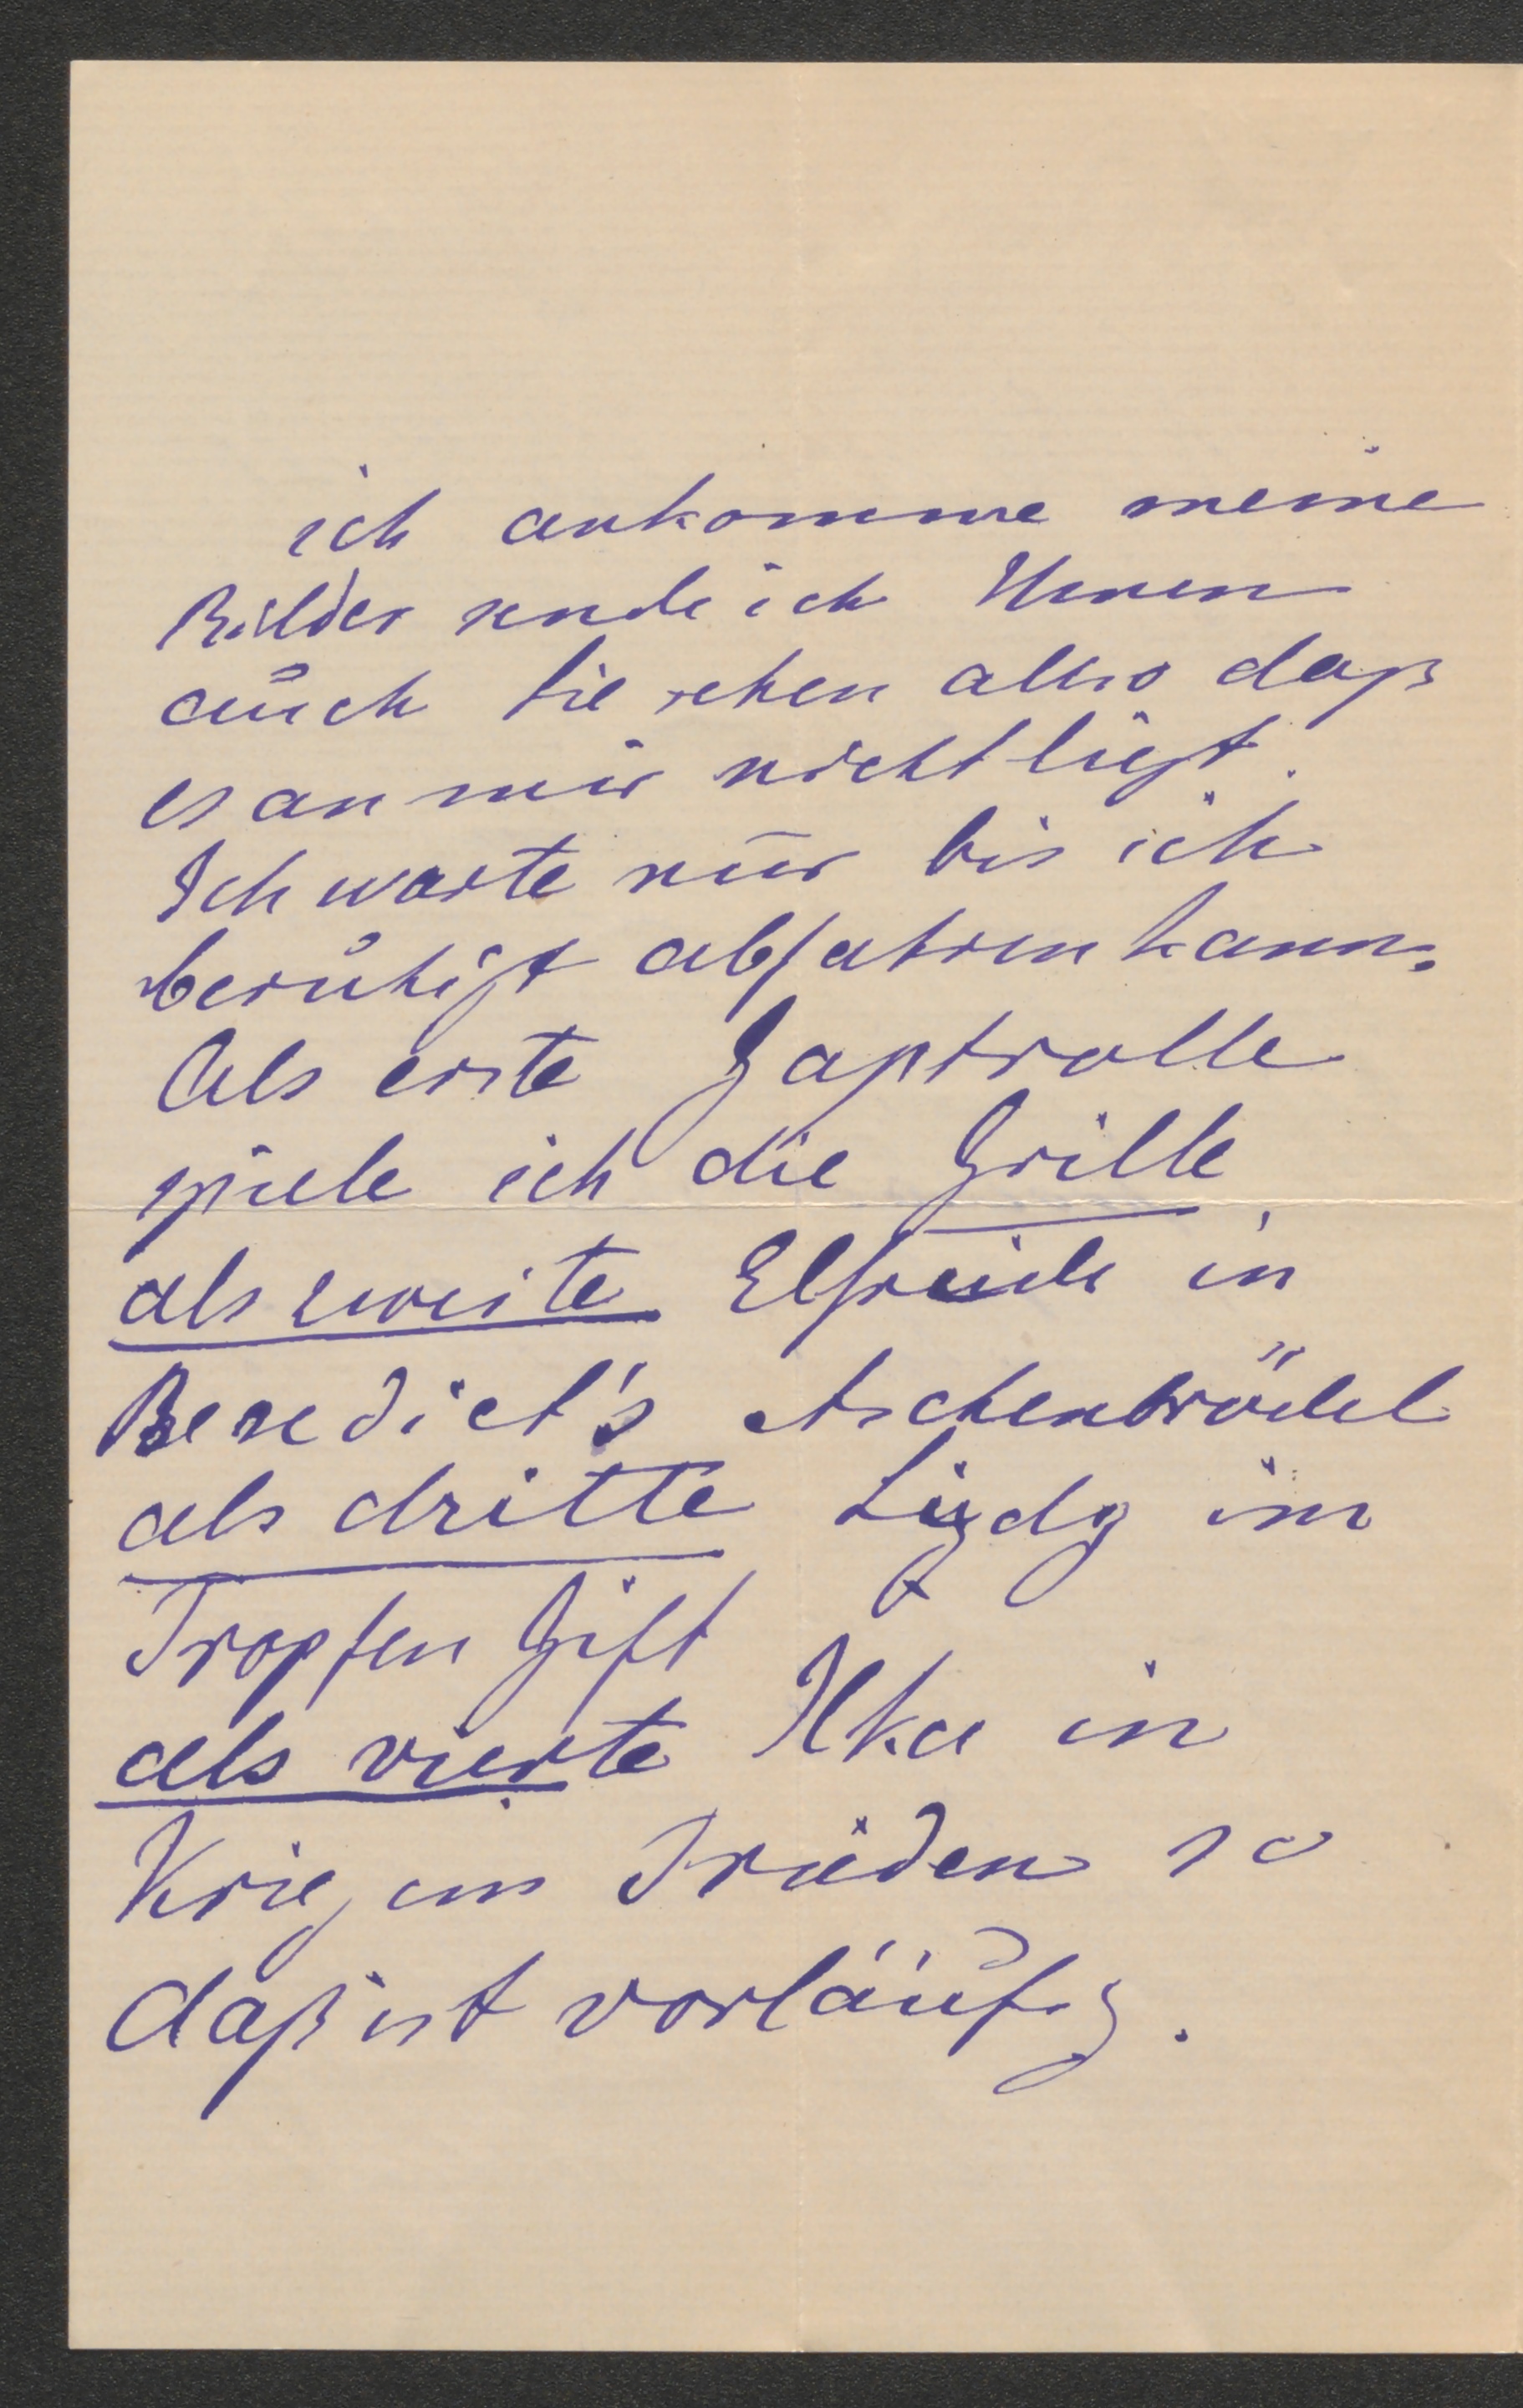 ich ankomme meine
Bilder sende ich Ihnen
auch Sie sehen also daß
es an mir nicht liegt.
Ich warte nur bis ich
beruhigt abfahren kann.
Als erste Gaptrolle
spiele ich die Grille
als zweite Elfriede in
Benedict's Aschenbrödel
als dritte Lydy im
Tropfen Gift
als vierte Ilka in
Krieg im Frieden so
daß ist vorläufig.